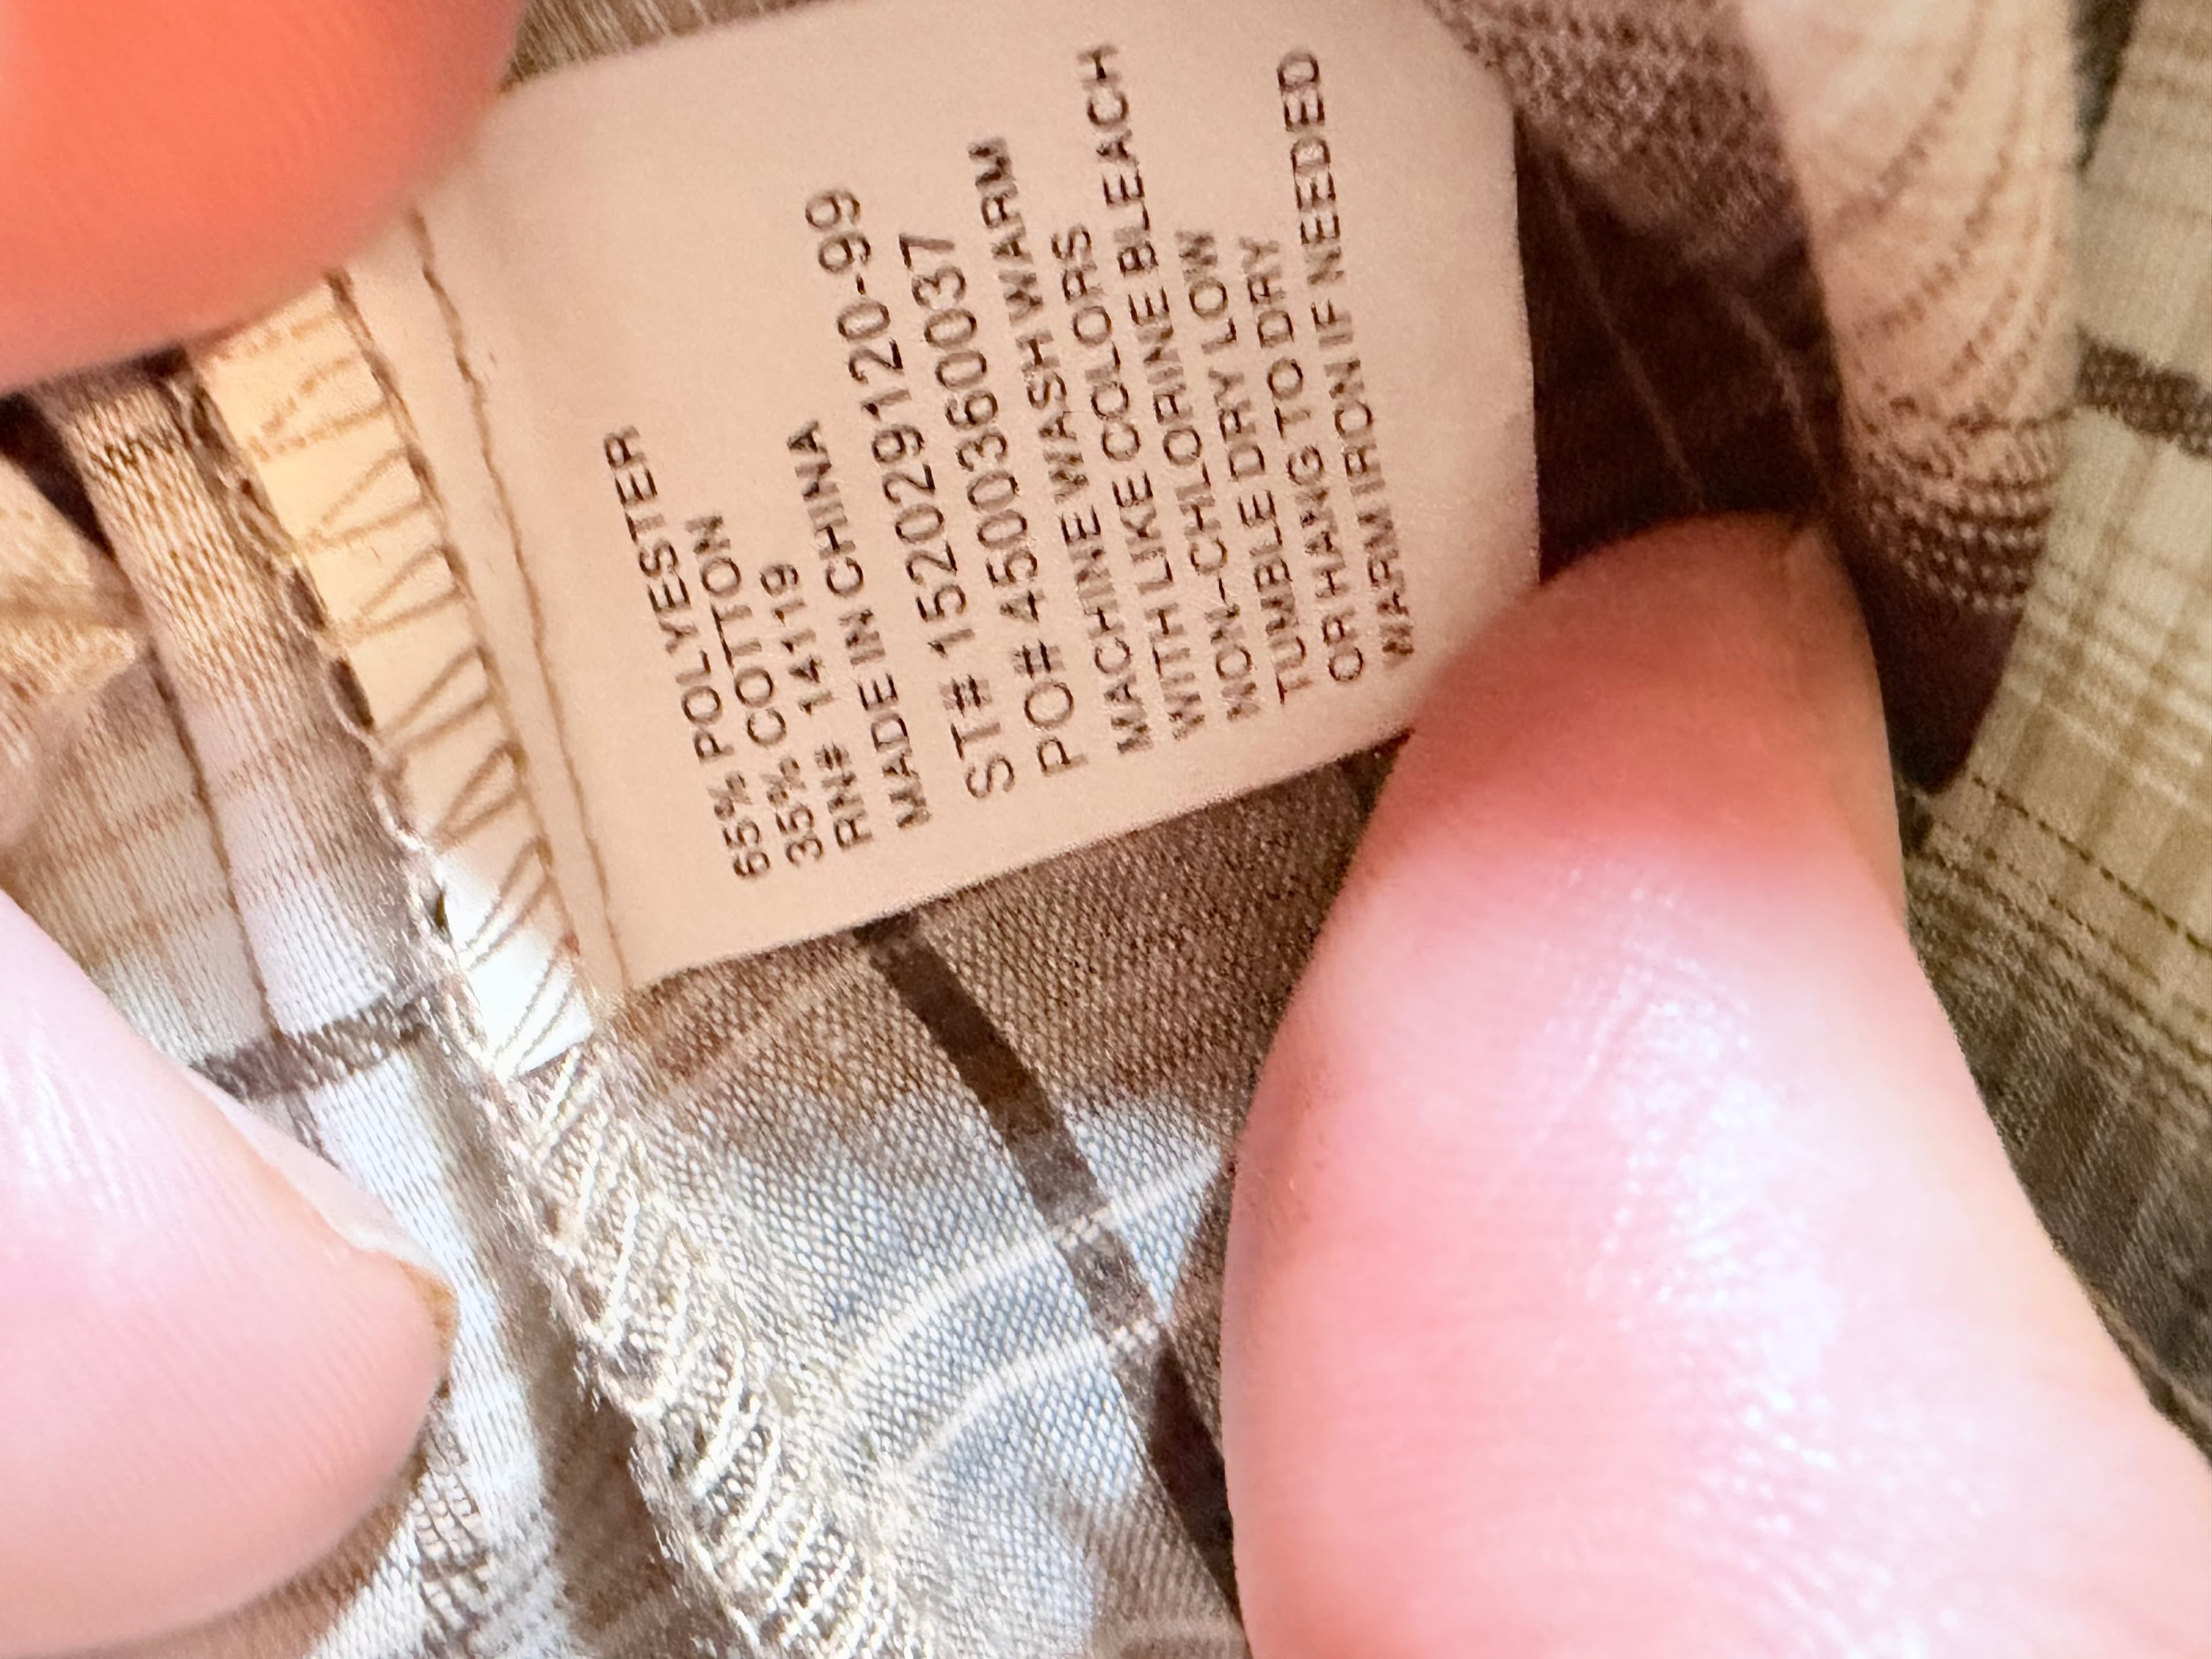 65% POLYESTER
35% COTTON
RN# 14119
MADE IN CHINA
ST# 152029120-99
PO# 4500360037
MACHINE WASH WARM
WITH LIKE COLORS
NON-CHLORINE BLEACH
TUMBLE DRY LOW
OR HANG TO DRY
WARM IRON IF NEEDED